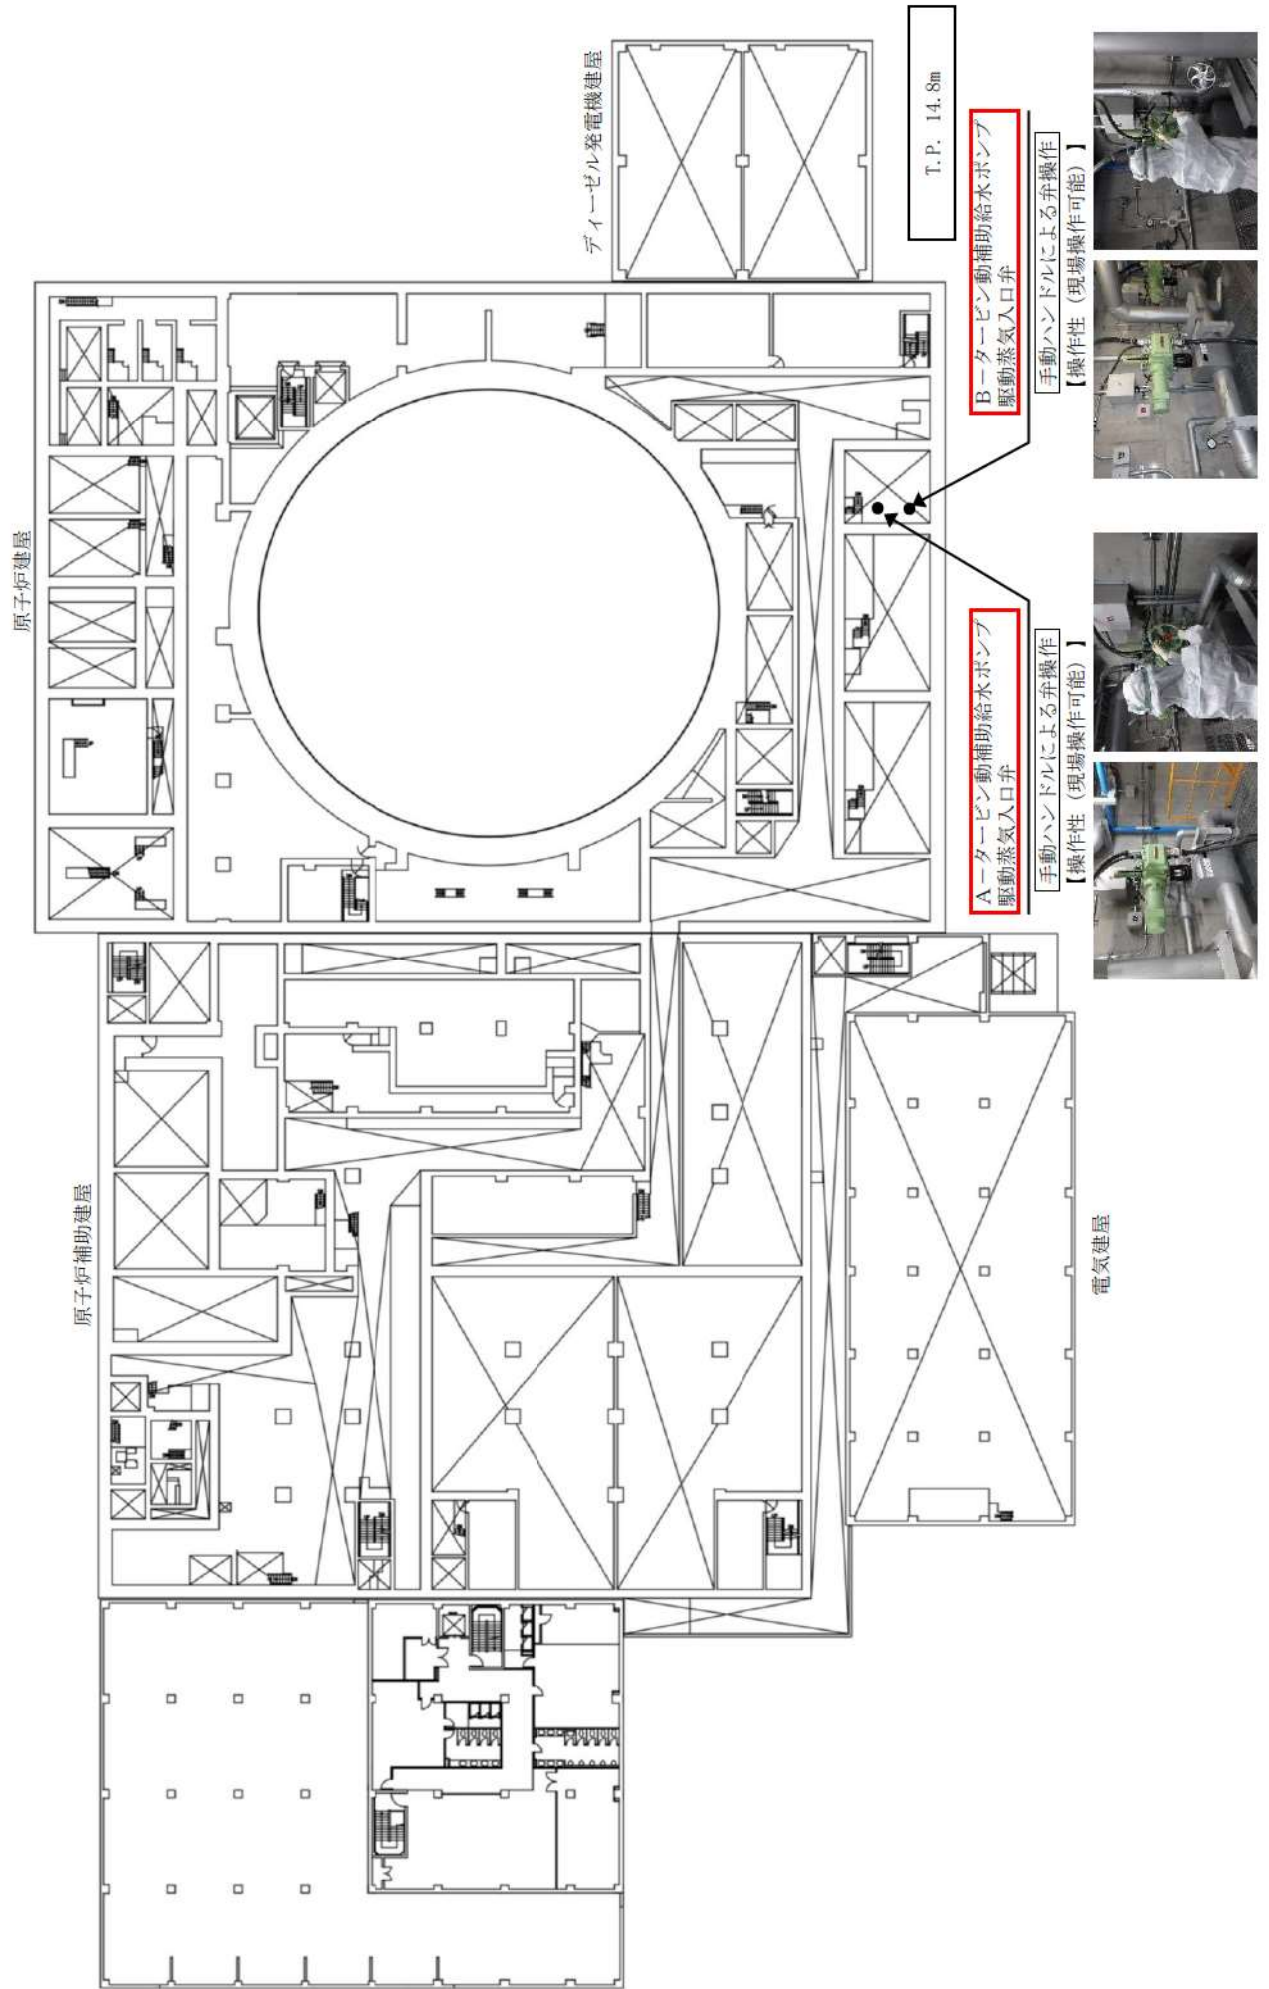 原子炉建屋
ディーゼル発電機建屋
T.P. 14.8m
原子炉補助建屋
電気建屋
A－タービン動補助給水ポンプ
駆動蒸気入口弁
手動ハンドルによる弁操作
【操作性（現場操作可能）】
B－タービン動補助給水ポンプ
駆動蒸気入口弁
手動ハンドルによる弁操作
【操作性（現場操作可能）】